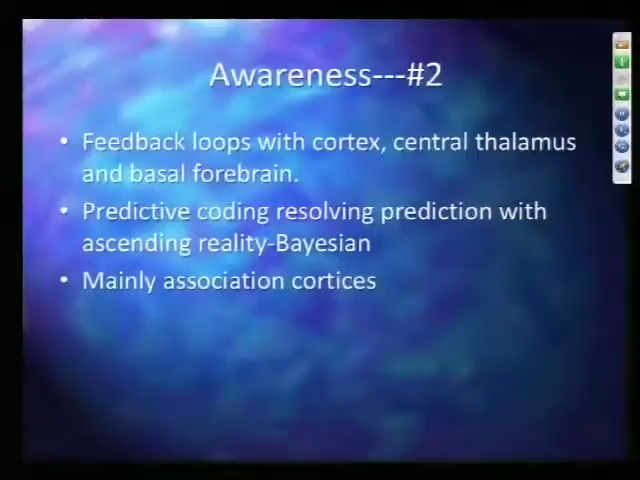 Awareness---#2
• Feedback loops with cortex, central thalamus
and basal forebrain.
• Predictive coding resolving prediction with
ascending reality-Bayesian
• Mainly association cortices